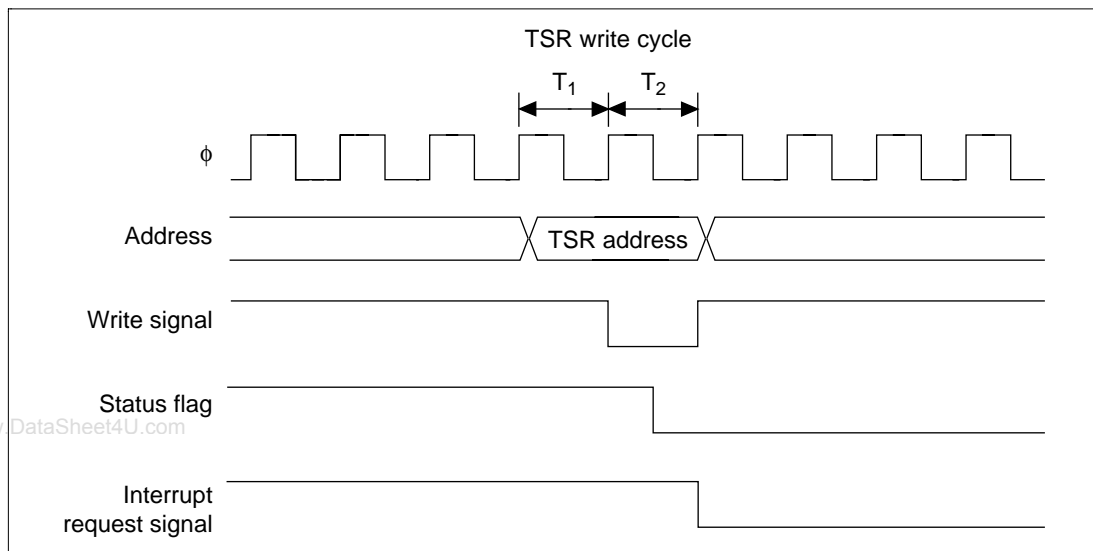 TSR write cycle
T1 T2
ϕ
Address
TSR address
Write signal
Status flag
.DataSheet4U.com
Interrupt
request signal